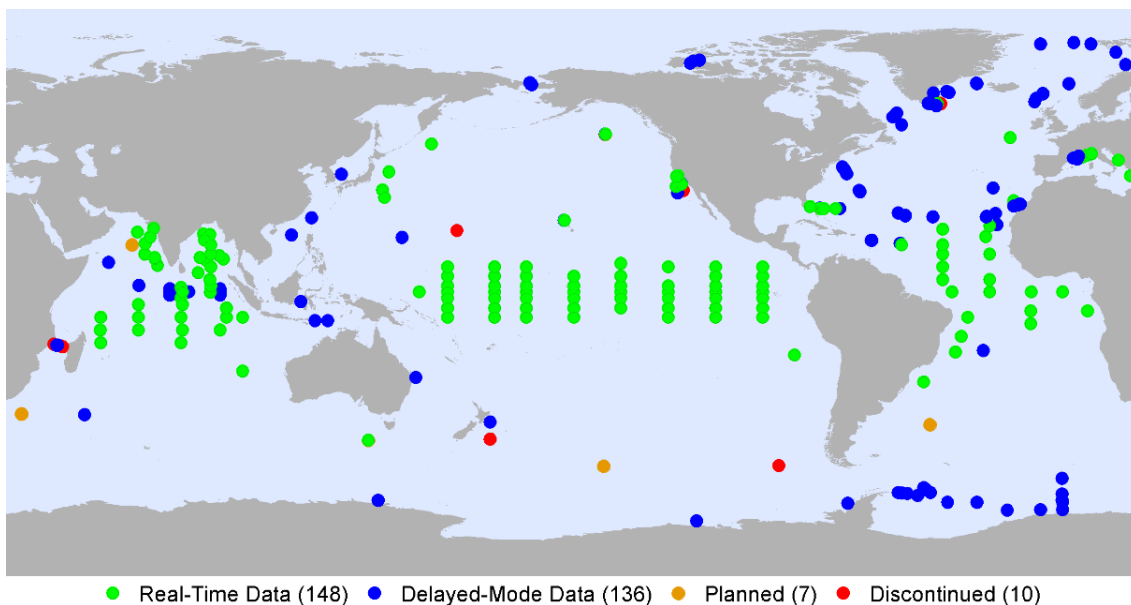 Real-Time Data (148) Delayed-Mode Data (136) Planned (7) Discontinued (10)